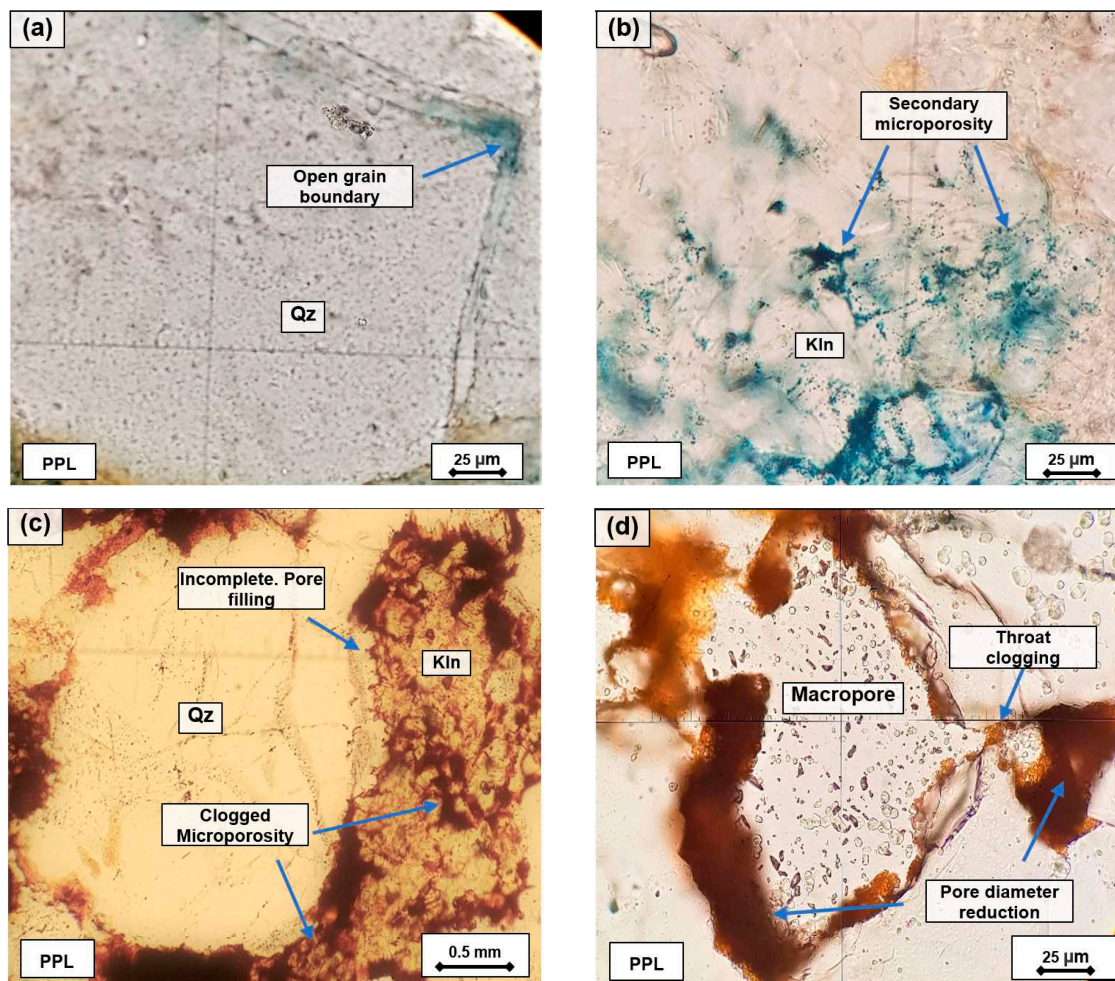 (a)
Open grain
boundary
Qz
PPL
25 µm
(b)
Secondary
microporosity
Kln
PPL
25 µm
(c)
Incomplete. Pore
filling
Kln
Qz
Clogged
Microporosity
PPL
0.5 mm
(d)
Throat
clogging
Macropore
Pore diameter
reduction
PPL
25 µm